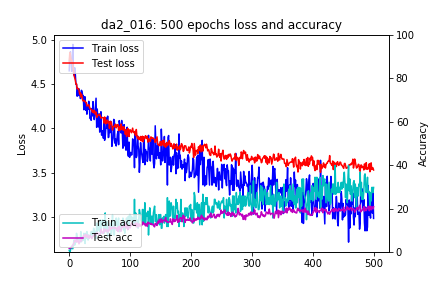 da2_016: 500 epochs loss and accuracy
Train loss
Test loss
Train acc
Test acc
Loss
Accuracy
5.0
4.5
4.0
3.5
3.0
100
80
60
40
20
0
0
100
200
300
400
500